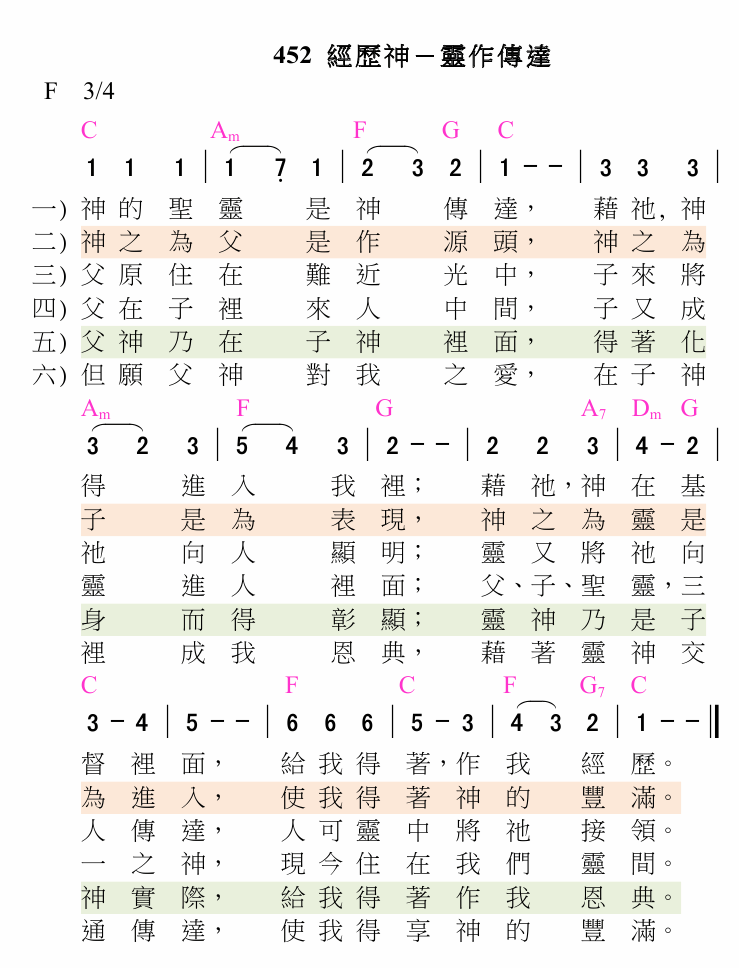 452 經歷神－靈作傳達
F 3/4
C Am F G C
1 1 1 | 1 7̣ 1 | 2 3 2 | 1 - - | 3 3 3 |
一) 神的聖靈是神傳達，藉祂, 神
二) 神之為父是作源頭，神之為
三) 父原住在難近光中，子來將
四) 父在子裡來人中間，子又成
五) 父神乃在子神裡面，得著化
六) 但願父神對我之愛，在子神
Am F G A7 Dm G
3 2 3 | 5 4 3 | 2 - - | 2 2 3 | 4 - 2 |
得進入我裡；藉祂，神在基
子是為表現，神之為靈是
祂向人顯明；靈又將祂向
靈進人裡面；父、子、聖靈，三
身而得彰顯；靈神乃是子
裡成我恩典，藉著靈神交
C F C F G7 C
3 - 4 | 5 - - | 6 6 6 | 5 - 3 | 4 3 2 | 1 - - ‖
督裡面，給我得著，作我經歷。
為進入，使我得著神的豐滿。
人傳達，人可靈中將祂接領。
一之神，現今住在我們靈間。
神實際，給我得著作我恩典。
通傳達，使我得享神的豐滿。